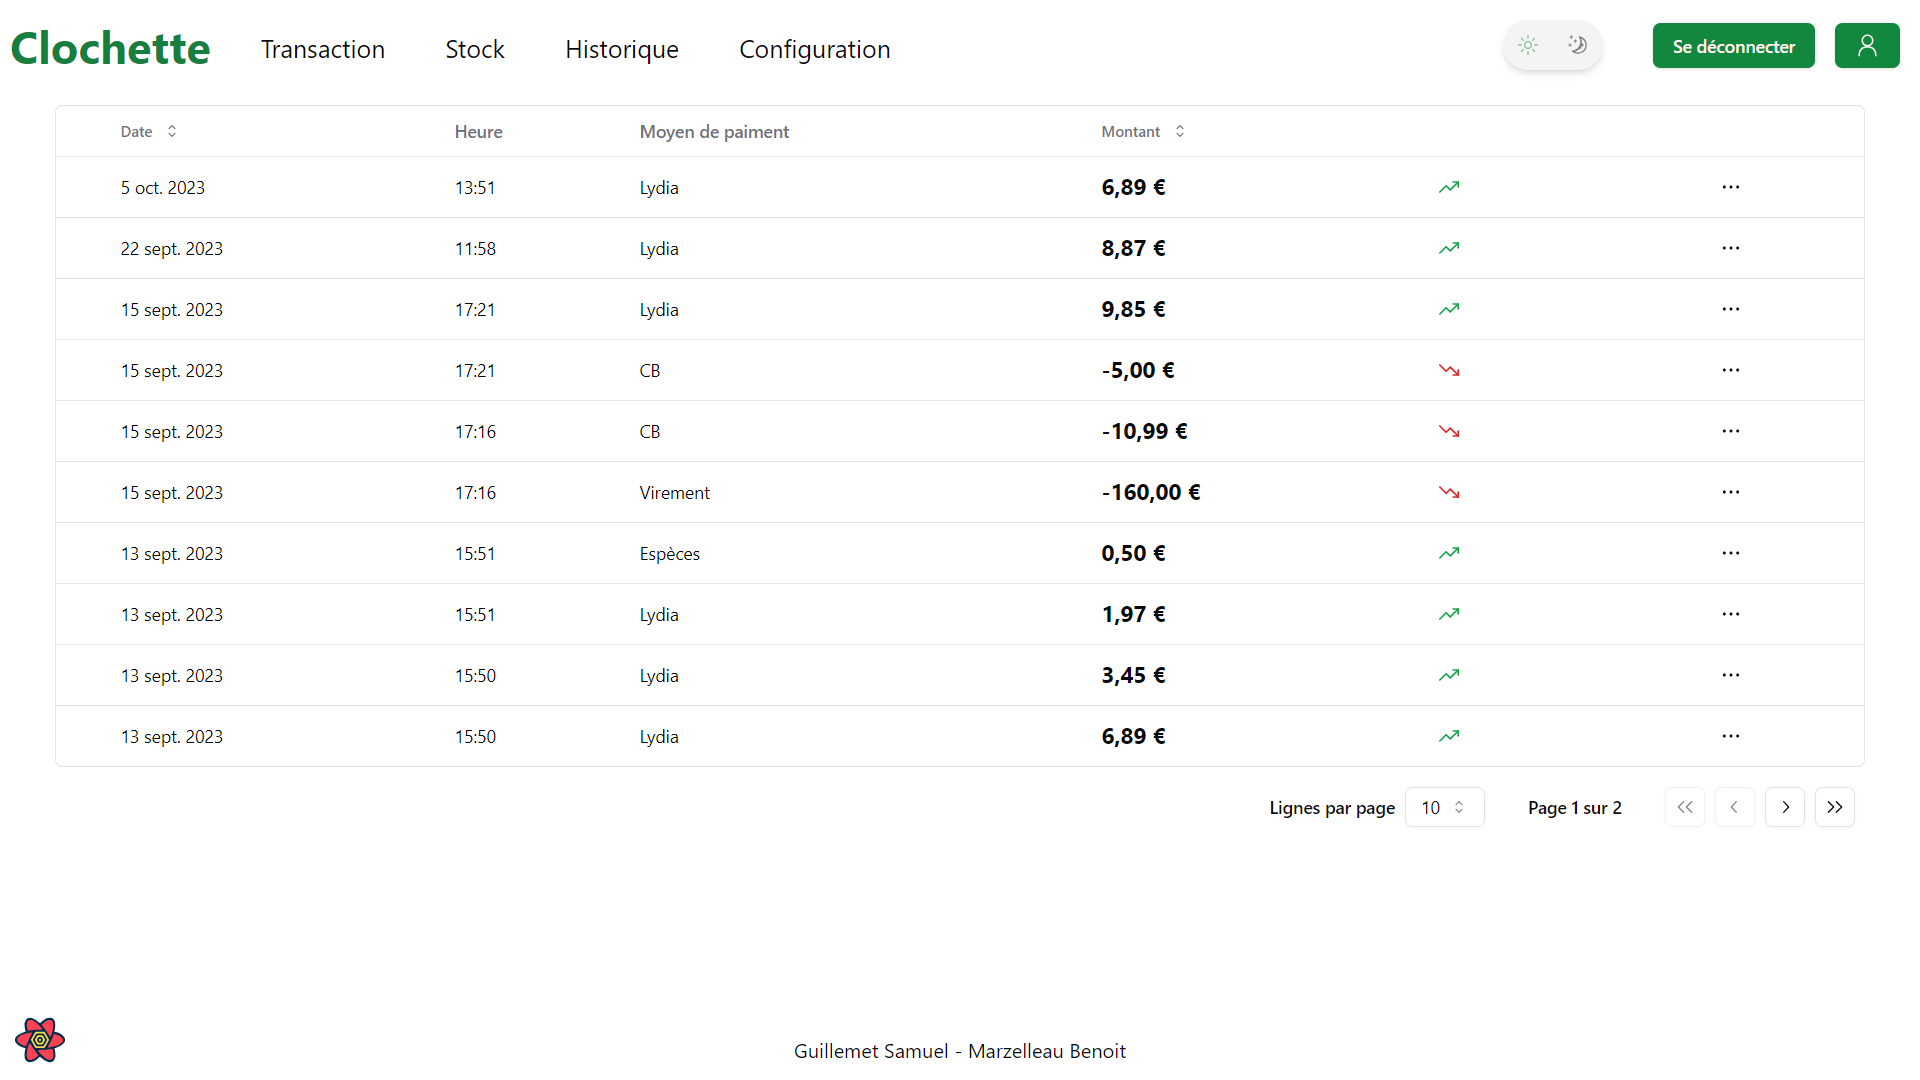 Clochette Transaction Stock Historique Configuration Se déconnecter
Date Heure Moyen de paiment Montant
5 oct. 2023 13:51 Lydia 6,89 €
22 sept. 2023 11:58 Lydia 8,87 €
15 sept. 2023 17:21 Lydia 9,85 €
15 sept. 2023 17:21 CB -5,00 €
15 sept. 2023 17:16 CB -10,99 €
15 sept. 2023 17:16 Virement -160,00 €
13 sept. 2023 15:51 Espèces 0,50 €
13 sept. 2023 15:51 Lydia 1,97 €
13 sept. 2023 15:50 Lydia 3,45 €
13 sept. 2023 15:50 Lydia 6,89 €
Lignes par page 10 Page 1 sur 2
Guillemet Samuel - Marzelleau Benoit